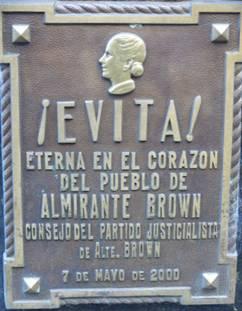 ¡EVITA!
ETERNA EN EL CORAZON
DEL PUEBLO DE
ALMIRANTE BROWN
CONSEJO DEL PARTIDO JUSTICIALISTA
DE ALTE. BROWN
7 DE MAYO DE 2000